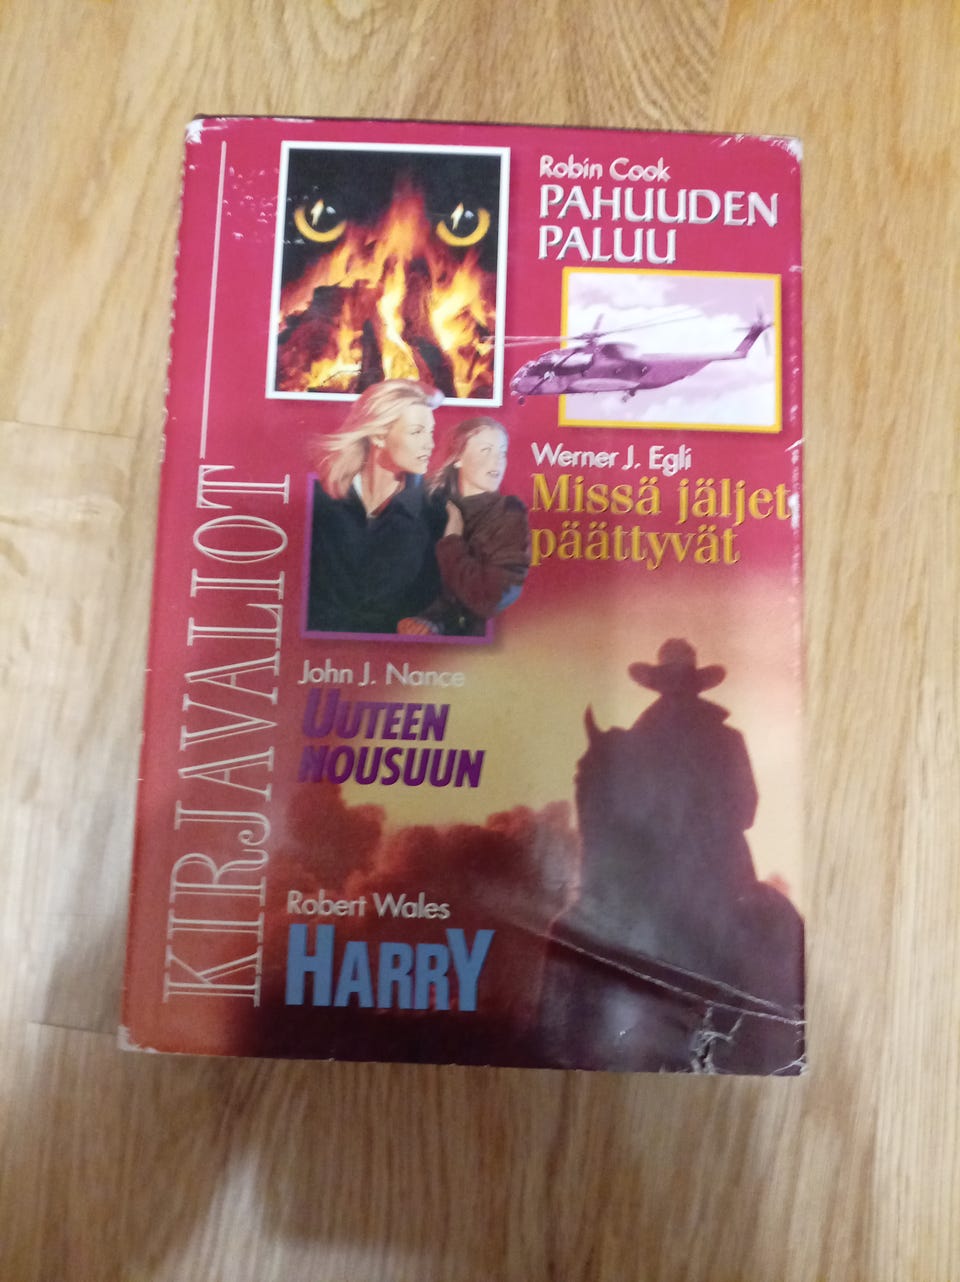 KIRJAVALIOT
Robin Cook
PAHUUDEN
PALUU
Werner J. Egli
Missä jäljet
päättyvät
John J. Nance
UUTEEN
NOUSUUN
Robert Wales
HARRY